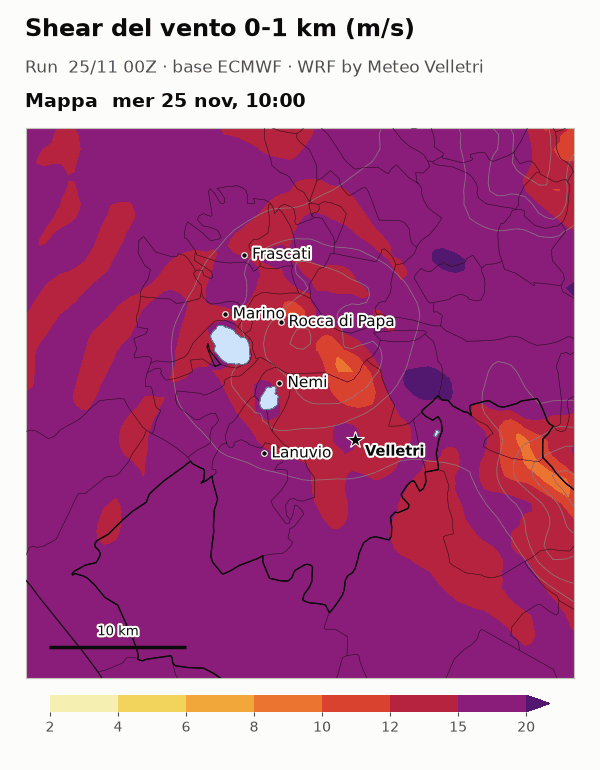 Shear del vento 0-1 km (m/s)
Run  25/11 00Z · base ECMWF · WRF by Meteo Velletri
Mappa  mer 25 nov, 10:00
Frascati
Marino
Rocca di Papa
Nemi
Velletri
Lanuvio
10 km
2 4 6 8 10 12 15 20